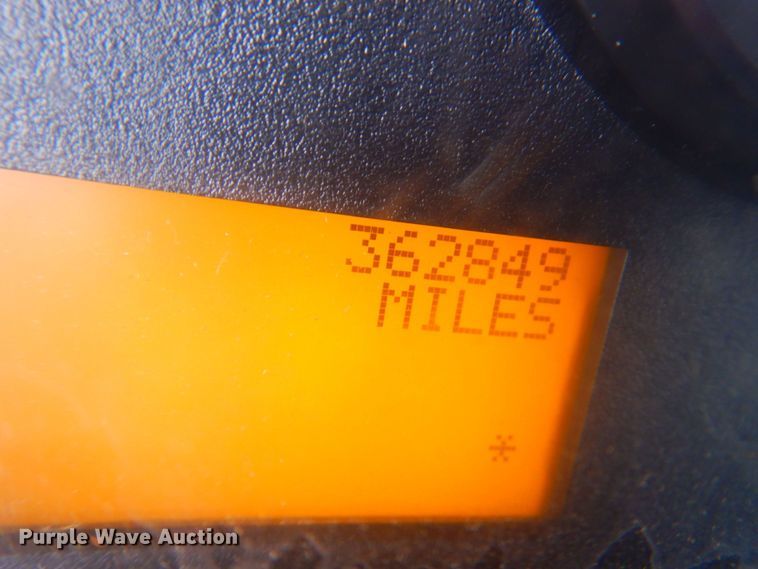 362849
MILES
*
Purple Wave Auction